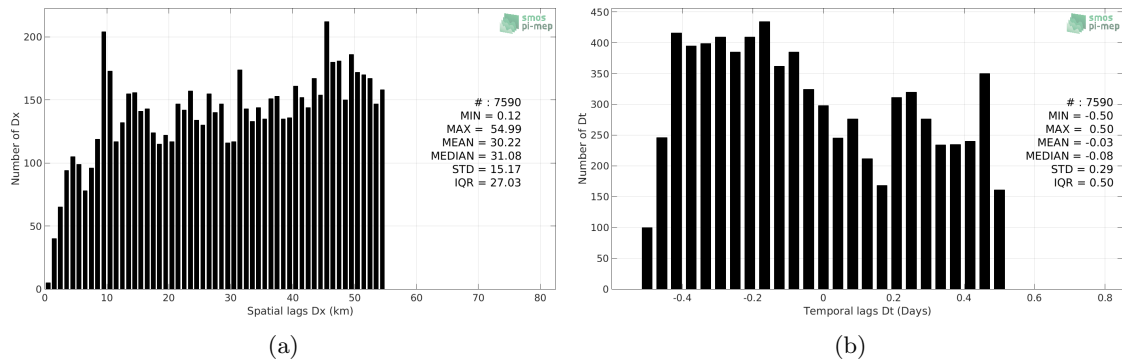 smos
pi-mep
200
150
100
50
0
Number of Dx
# : 7590
MIN = 0.12
MAX = 54.99
MEAN = 30.22
MEDIAN = 31.08
STD = 15.17
IQR = 27.03
0 10 20 30 40 50 60 70 80
Spatial lags Dx (km)
(a)
smos
pi-mep
450
400
350
300
250
200
150
100
50
0
Number of Dt
# : 7590
MIN = -0.50
MAX = 0.50
MEAN = -0.03
MEDIAN = -0.08
STD = 0.29
IQR = 0.50
-0.4 -0.2 0 0.2 0.4 0.6 0.8
Temporal lags Dt (Days)
(b)